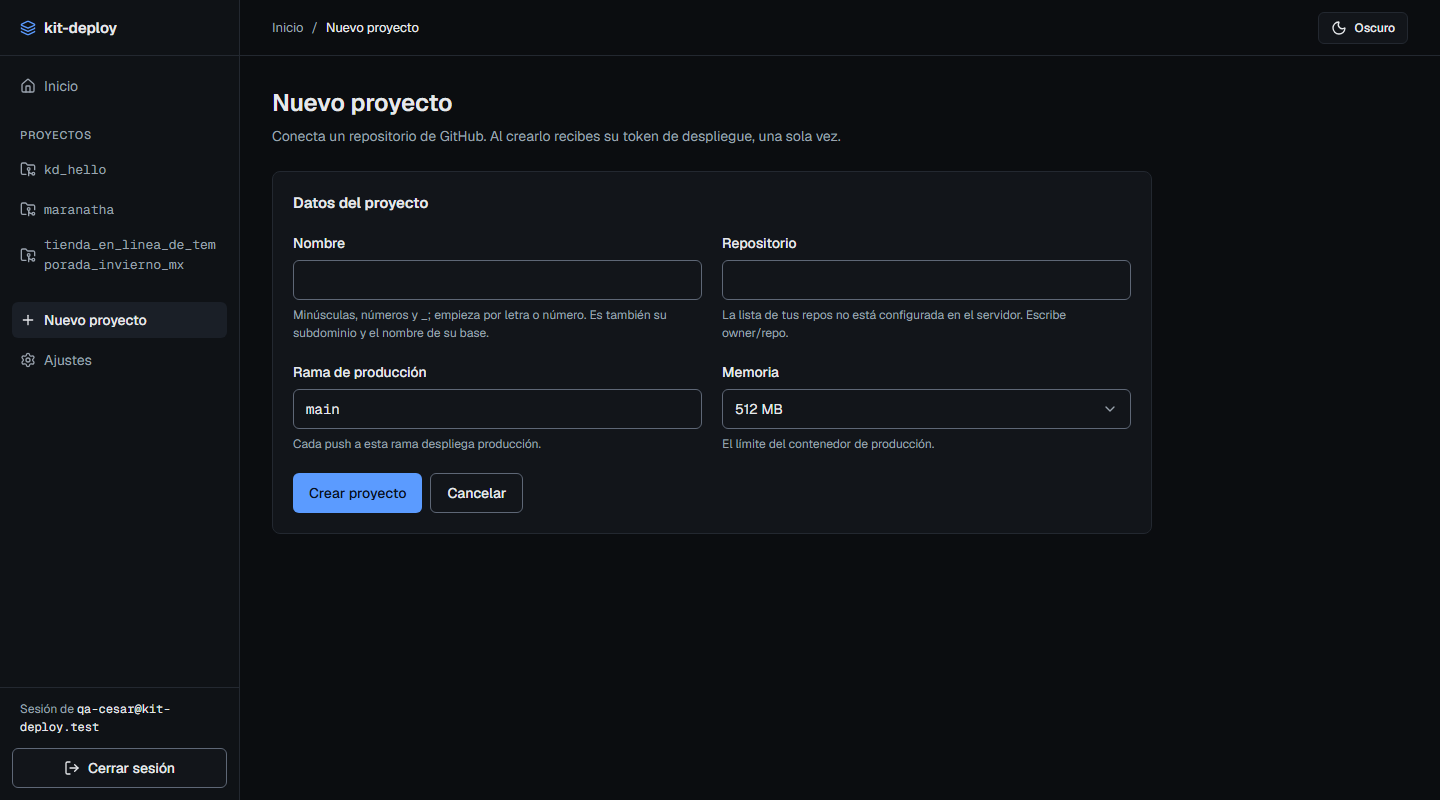 kit-deploy
Inicio / Nuevo proyecto
Oscuro
Inicio
PROYECTOS
kd_hello
maranatha
tienda_en_linea_de_tem
porada_invierno_mx
Nuevo proyecto
Ajustes
Sesión de qa-cesar@kit-
deploy.test
Cerrar sesión
Nuevo proyecto
Conecta un repositorio de GitHub. Al crearlo recibes su token de despliegue, una sola vez.
Datos del proyecto
Nombre
Minúsculas, números y _; empieza por letra o número. Es también su
subdominio y el nombre de su base.
Repositorio
La lista de tus repos no está configurada en el servidor. Escribe
owner/repo.
Rama de producción
main
Cada push a esta rama despliega producción.
Memoria
512 MB
El límite del contenedor de producción.
Crear proyecto
Cancelar